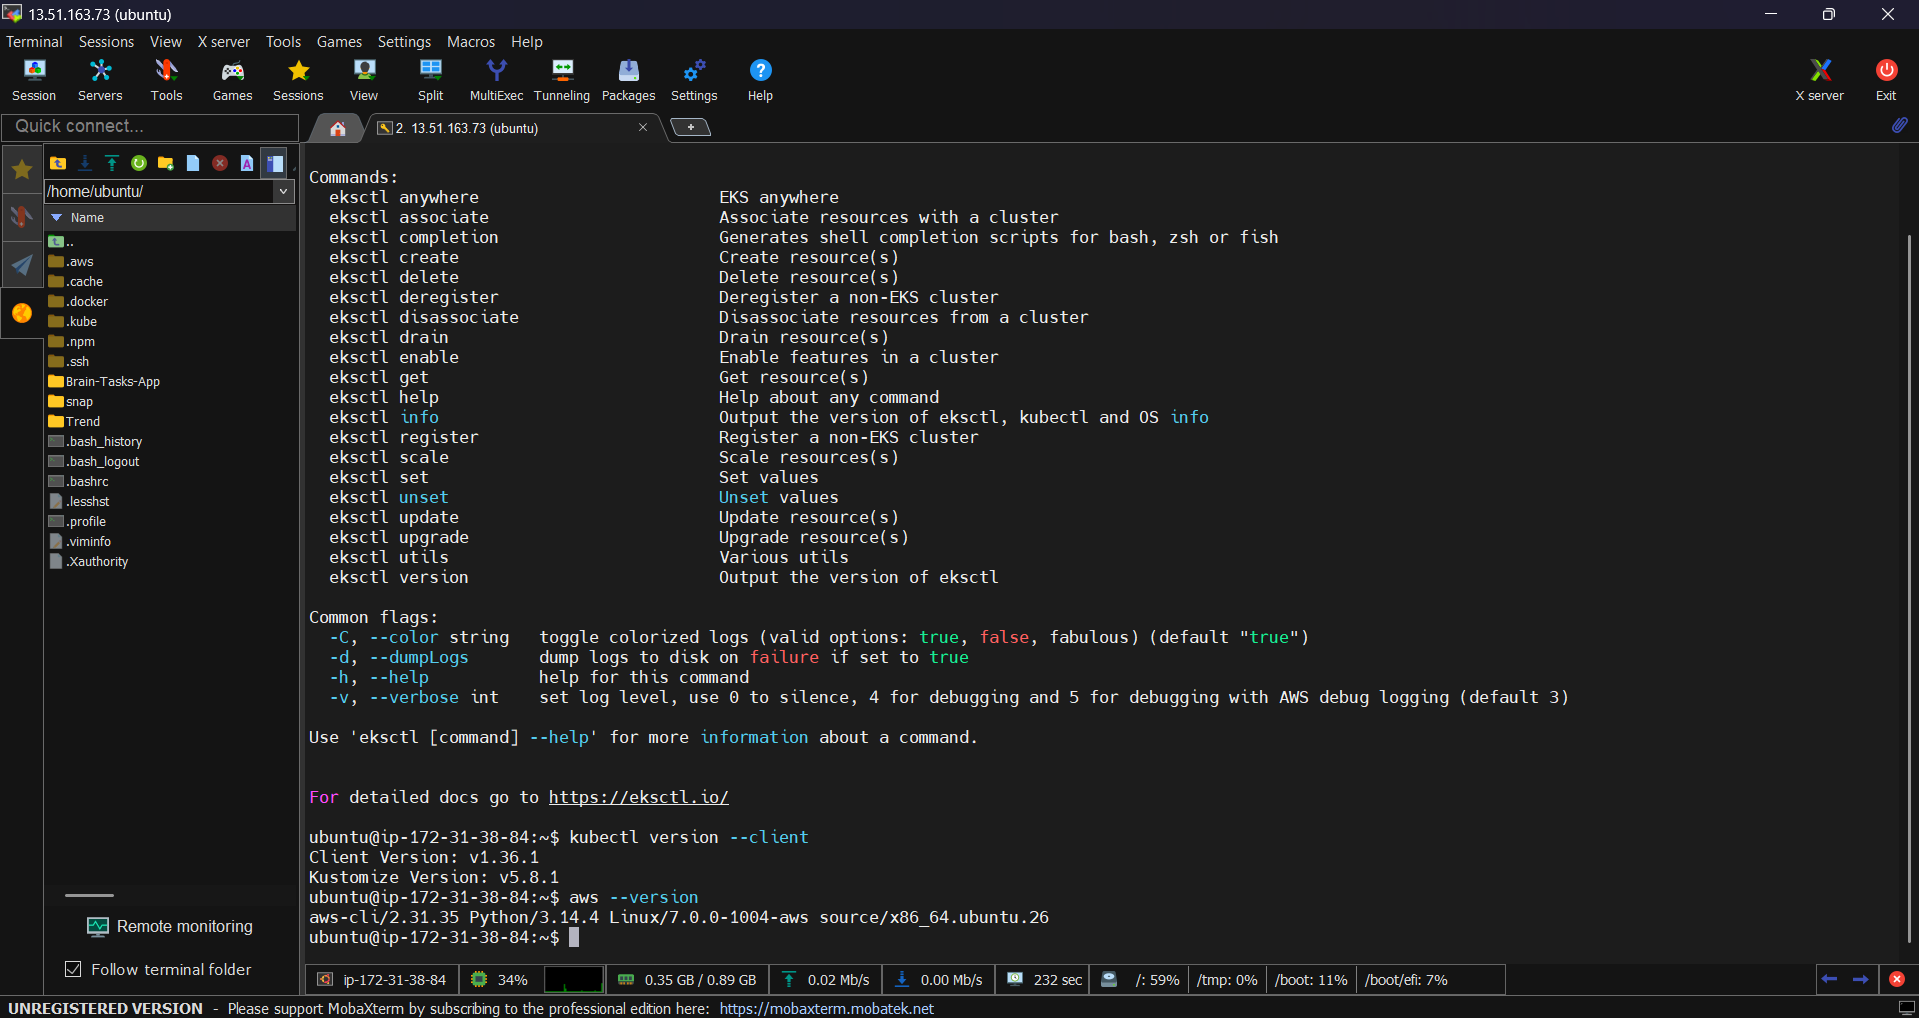 13.51.163.73 (ubuntu)
Terminal Sessions View X server Tools Games Settings Macros Help
Session Servers Tools Games Sessions View Split MultiExec Tunneling Packages Settings Help X server Exit
Quick connect...
2. 13.51.163.73 (ubuntu)
/home/ubuntu/
Name
..
.aws
.cache
.docker
.kube
.npm
.ssh
Brain-Tasks-App
snap
Trend
.bash_history
.bash_logout
.bashrc
.lesshst
.profile
.viminfo
.Xauthority
Remote monitoring
Follow terminal folder
Commands:
eksctl anywhere EKS anywhere
eksctl associate Associate resources with a cluster
eksctl completion Generates shell completion scripts for bash, zsh or fish
eksctl create Create resource(s)
eksctl delete Delete resource(s)
eksctl deregister Deregister a non-EKS cluster
eksctl disassociate Disassociate resources from a cluster
eksctl drain Drain resource(s)
eksctl enable Enable features in a cluster
eksctl get Get resource(s)
eksctl help Help about any command
eksctl info Output the version of eksctl, kubectl and OS info
eksctl register Register a non-EKS cluster
eksctl scale Scale resources(s)
eksctl set Set values
eksctl unset Unset values
eksctl update Update resource(s)
eksctl upgrade Upgrade resource(s)
eksctl utils Various utils
eksctl version Output the version of eksctl
Common flags:
-C, --color string toggle colorized logs (valid options: true, false, fabulous) (default "true")
-d, --dumpLogs dump logs to disk on failure if set to true
-h, --help help for this command
-v, --verbose int set log level, use 0 to silence, 4 for debugging and 5 for debugging with AWS debug logging (default 3)
Use 'eksctl [command] --help' for more information about a command.
For detailed docs go to https://eksctl.io/
ubuntu@ip-172-31-38-84:~$ kubectl version --client
Client Version: v1.36.1
Kustomize Version: v5.8.1
ubuntu@ip-172-31-38-84:~$ aws --version
aws-cli/2.31.35 Python/3.14.4 Linux/7.0.0-1004-aws source/x86_64.ubuntu.26
ubuntu@ip-172-31-38-84:~$
ip-172-31-38-84 34% 0.35 GB / 0.89 GB 0.02 Mb/s 0.00 Mb/s 232 sec /: 59% /tmp: 0% /boot: 11% /boot/efi: 7%
UNREGISTERED VERSION - Please support MobaXterm by subscribing to the professional edition here: https://mobaxterm.mobatek.net